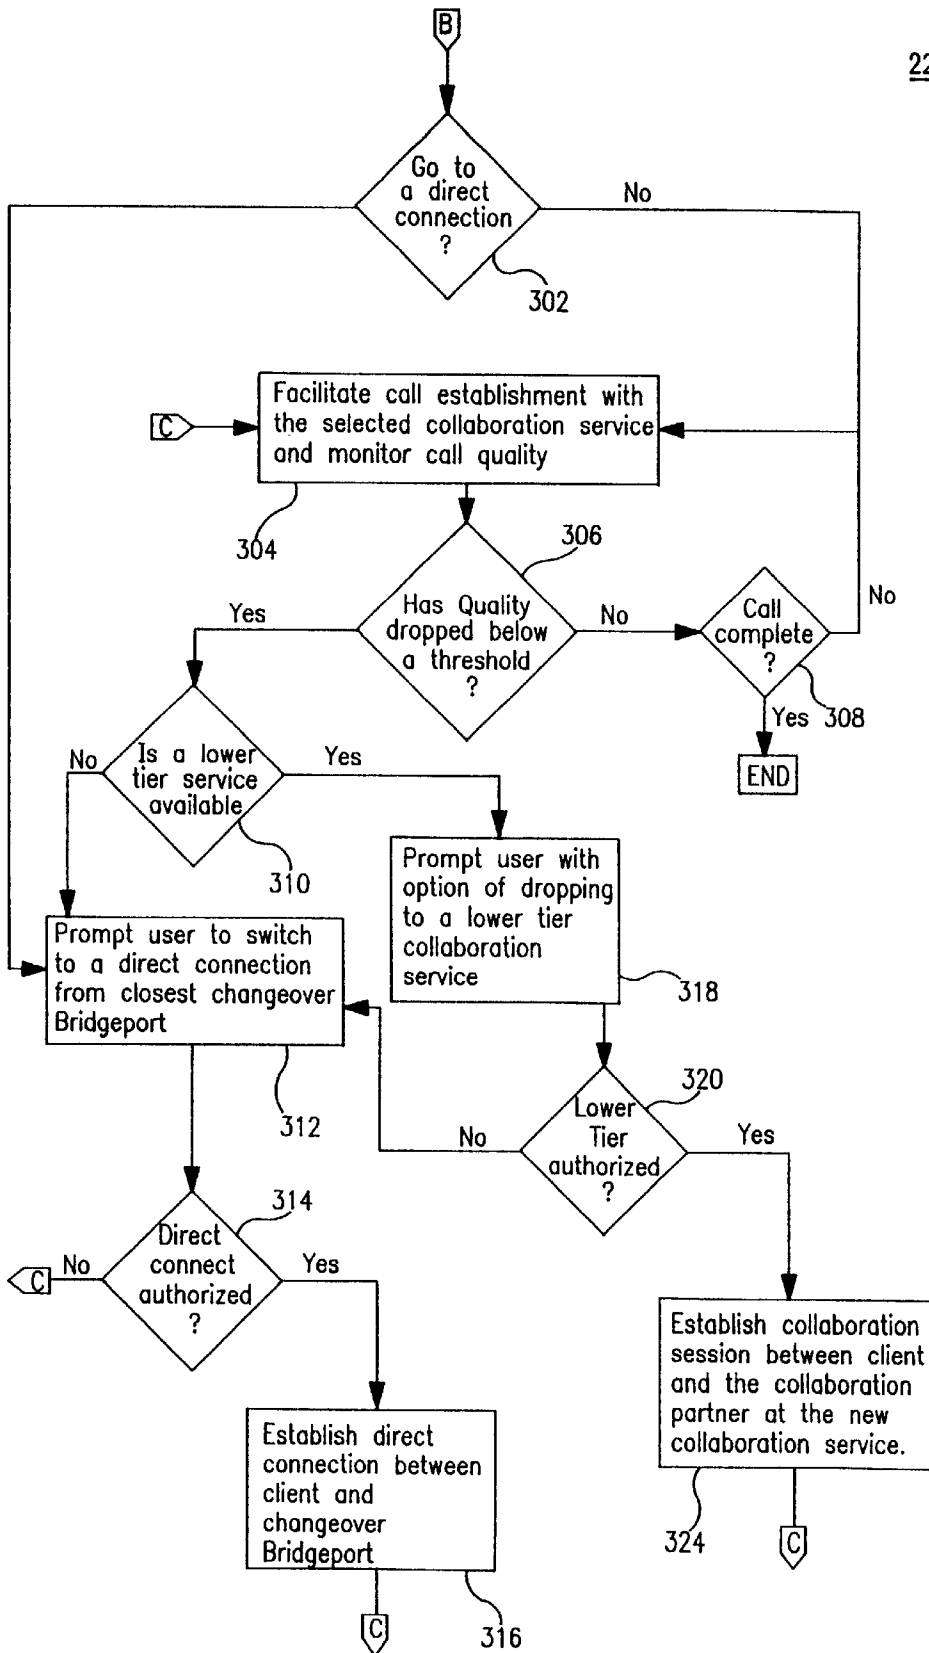 B
22
Go to
a direct
connection
?
No
302
Facilitate call establishment with
the selected collaboration service
and monitor call quality
C
304
306
Has Quality
dropped below
a threshold
?
Yes
No
Call
complete
?
No
Yes
308
END
Is a lower
tier service
available
No
Yes
310
Prompt user with
option of dropping
to a lower tier
collaboration
service
318
Prompt user to switch
to a direct connection
from closest changeover
Bridgeport
312
320
Lower
Tier
authorized
?
No
Yes
314
Direct
connect
authorized
?
No
C
Yes
Establish collaboration
session between client
and the collaboration
partner at the new
collaboration service.
324
C
Establish direct
connection between
client and
changeover
Bridgeport
316
C